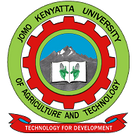 JOMO KENYATTA UNIVERSITY
OF AGRICULTURE AND TECHNOLOGY
TECHNOLOGY FOR DEVELOPMENT